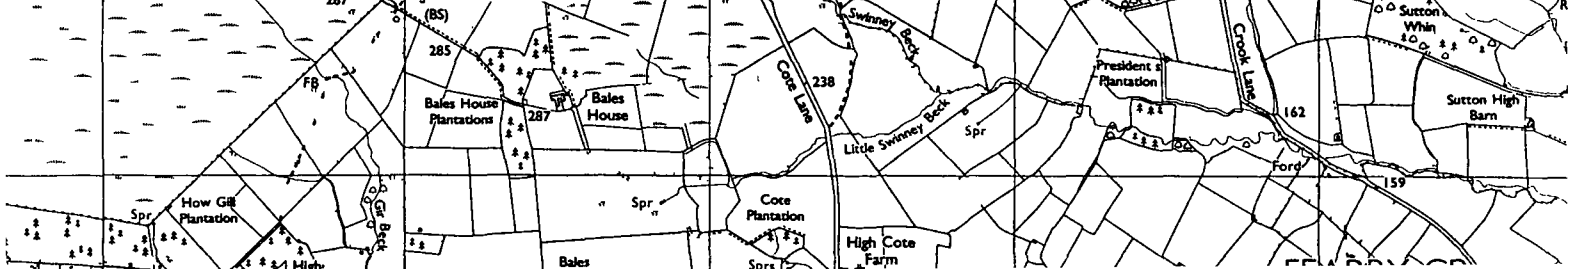 287
(BS)
285
FB
Bales House
Plantations
287
Bales
House
How Gill
Plantation
Spr
Gir Beck
High
Bales
Spr
Cote Lane
238
Swinney
Beck
Little Swinney Beck
Spr
Cote
Plantation
Sprs
High Cote
Farm
President s
Plantation
Crook Lane
162
Ford
159
Sutton
Whin
Sutton High
Barn
R